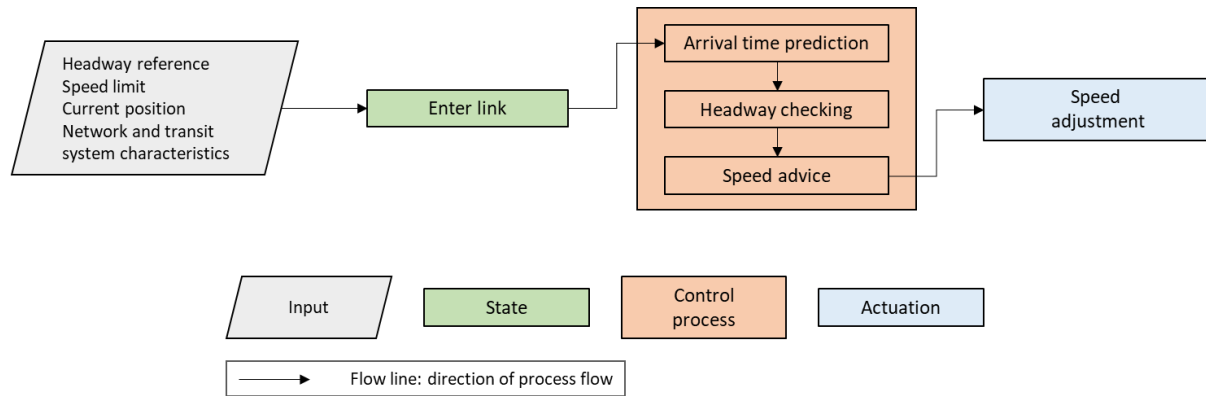 Headway reference
Speed limit
Current position
Network and transit
system characteristics
Enter link
Arrival time prediction
Headway checking
Speed advice
Speed
adjustment
Input
State
Control
process
Actuation
Flow line: direction of process flow